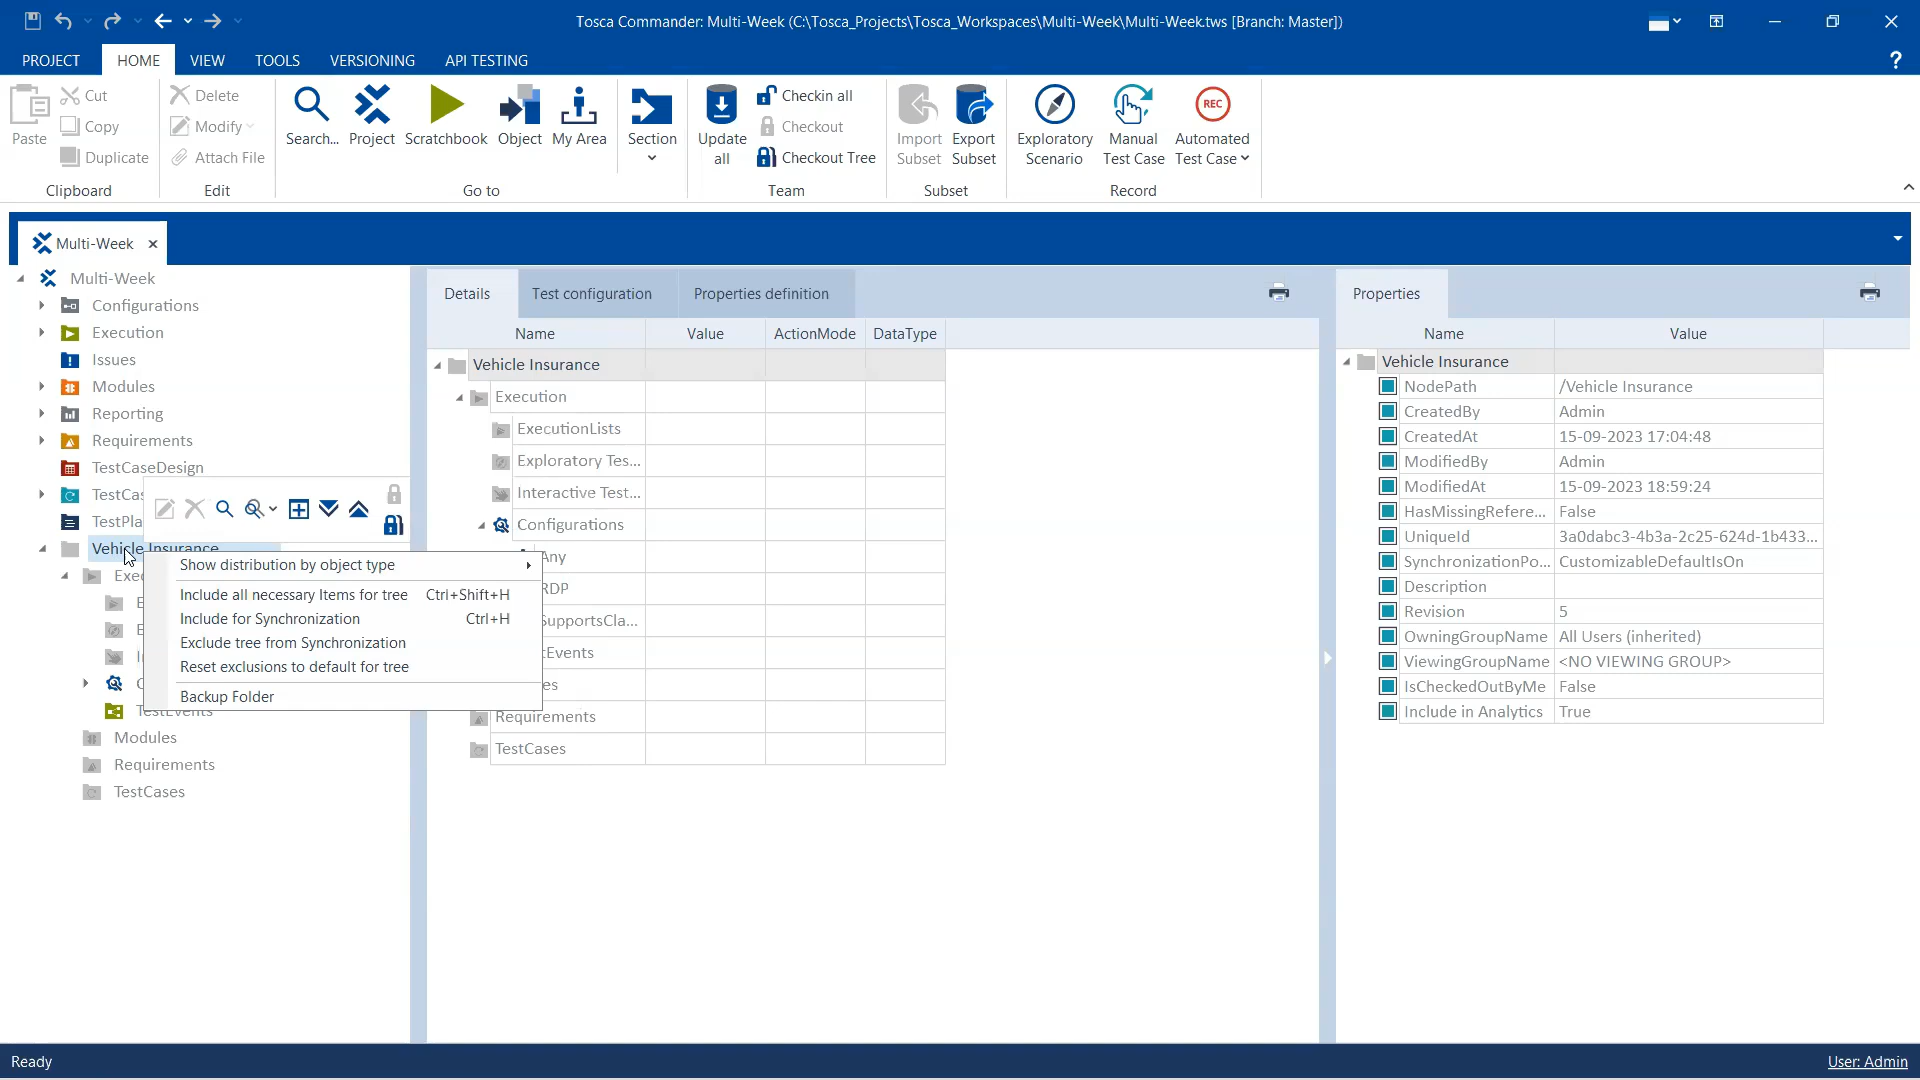 Tosca Commander: Multi-Week (C:\Tosca_Projects\Tosca_Workspaces\Multi-Week\Multi-Week.tws [Branch: Master])
PROJECT HOME VIEW TOOLS VERSIONING API TESTING ?
Paste Cut Copy Duplicate
Clipboard
Delete Modify Attach File
Edit
Search... Project Scratchbook Object My Area Section
Go to
Update all Checkin all Checkout Checkout Tree
Team
Import Subset Export Subset
Subset
Exploratory Scenario Manual Test Case REC Automated Test Case
Record
Multi-Week
Multi-Week
Configurations
Execution
Issues
Modules
Reporting
Requirements
TestCaseDesign
TestCas
TestPla
Vehicle Insurance
Exec
E
E
I
C
TestEvents
Modules
Requirements
TestCases
Show distribution by object type
Include all necessary Items for tree Ctrl+Shift+H
Include for Synchronization Ctrl+H
Exclude tree from Synchronization
Reset exclusions to default for tree
Backup Folder
Details Test configuration Properties definition
Name Value ActionMode DataType
Vehicle Insurance
Execution
ExecutionLists
Exploratory Tes...
Interactive Test...
Configurations
Any
RDP
SupportsCla...
tEvents
es
Requirements
TestCases
Properties
Name Value
Vehicle Insurance
NodePath /Vehicle Insurance
CreatedBy Admin
CreatedAt 15-09-2023 17:04:48
ModifiedBy Admin
ModifiedAt 15-09-2023 18:59:24
HasMissingRefere... False
UniqueId 3a0dabc3-4b3a-2c25-624d-1b433...
SynchronizationPo... CustomizableDefaultIsOn
Description
Revision 5
OwningGroupName All Users (inherited)
ViewingGroupName <NO VIEWING GROUP>
IsCheckedOutByMe False
Include in Analytics True
Ready User: Admin